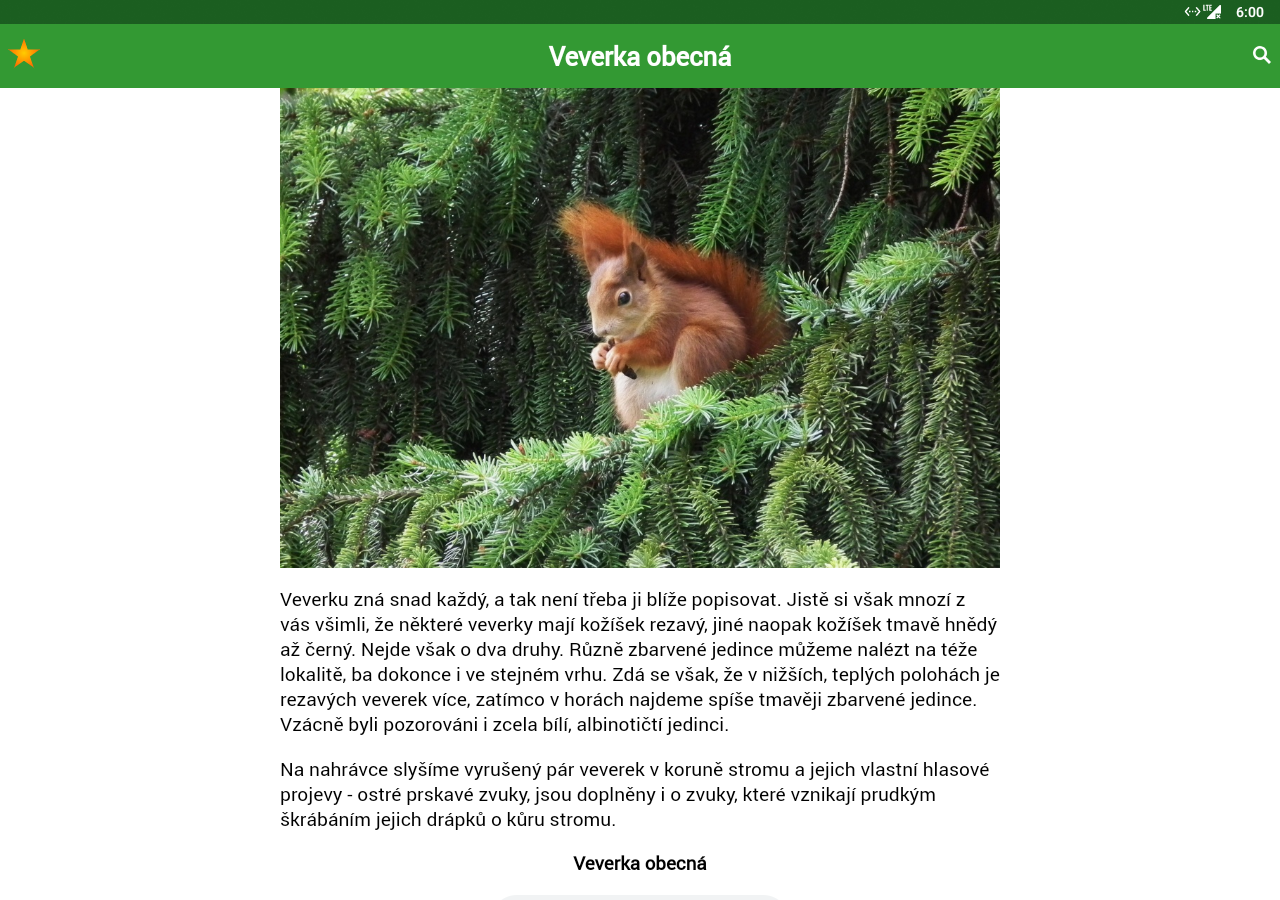 LTE
6:00
Veverka obecná
Veverku zná snad každý, a tak není třeba ji blíže popisovat. Jistě si však mnozí z
vás všimli, že některé veverky mají kožíšek rezavý, jiné naopak kožíšek tmavě hnědý
až černý. Nejde však o dva druhy. Různě zbarvené jedince můžeme nalézt na téže
lokalitě, ba dokonce i ve stejném vrhu. Zdá se však, že v nižších, teplých polohách je
rezavých veverek více, zatímco v horách najdeme spíše tmavěji zbarvené jedince.
Vzácně byli pozorováni i zcela bílí, albinotičtí jedinci.
Na nahrávce slyšíme vyrušený pár veverek v koruně stromu a jejich vlastní hlasové
projevy - ostré prskavé zvuky, jsou doplněny i o zvuky, které vznikají prudkým
škrábáním jejich drápků o kůru stromu.
Veverka obecná